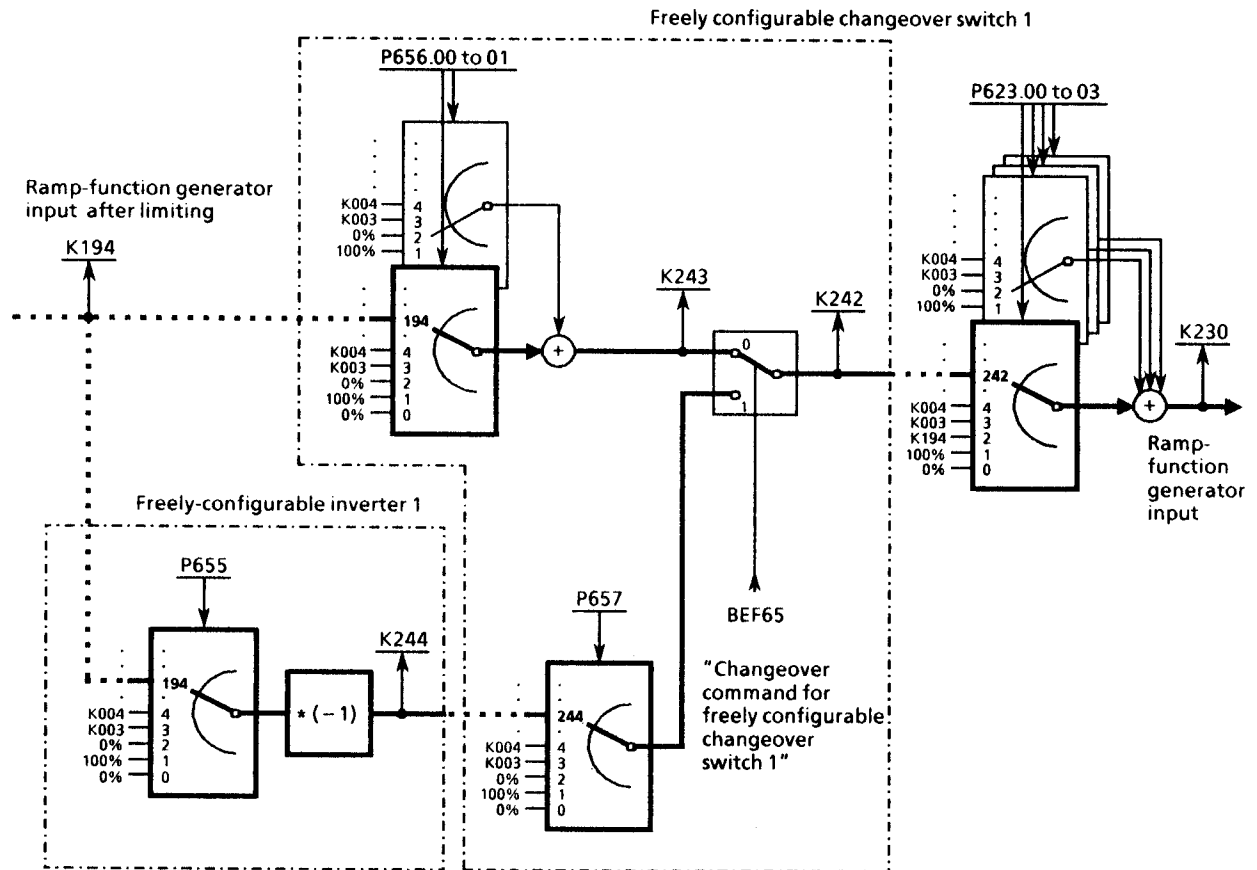 Freely configurable changeover switch 1
P656.00 to 01
P623.00 to 03
Ramp-function generator
input after limiting
K194
K004 4
K003 3
0% 2
100% 1
194
K004 4
K003 3
0% 2
100% 1
0% 0
+
K243
0
1
K242
K004 4
K003 3
0% 2
100% 1
242
K004 4
K003 3
K194 2
100% 1
0% 0
+
K230
Ramp-
function
generator
input
Freely-configurable inverter 1
P655
194
K004 4
K003 3
0% 2
100% 1
0% 0
* (−1)
K244
P657
244
K004 4
K003 3
0% 2
100% 1
0% 0
BEF65
"Changeover
command for
freely configurable
changeover
switch 1"